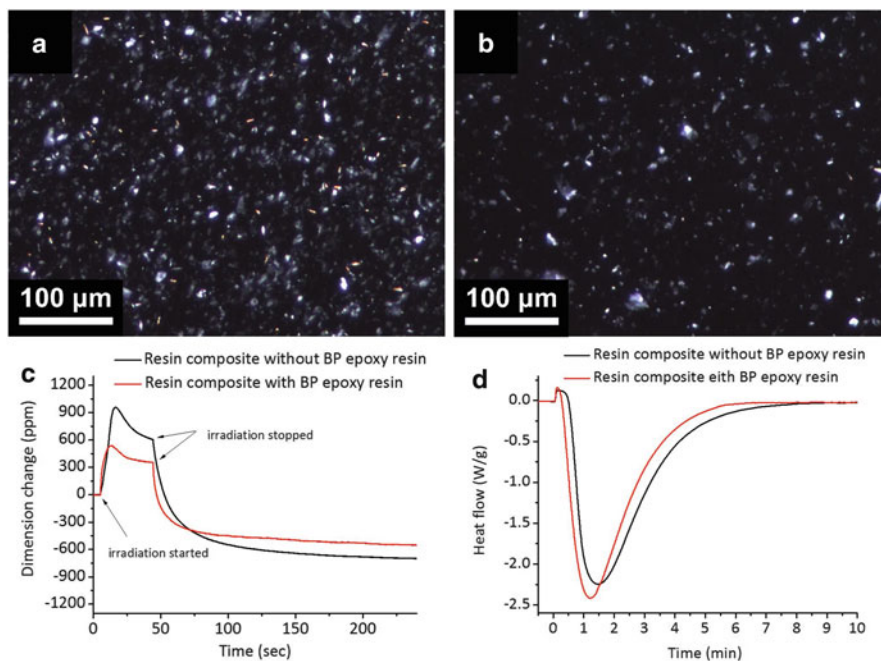 a
b
100 µm
100 µm
c
Resin composite without BP epoxy resin
Resin composite with BP epoxy resin
1200
900
600
300
0
-300
-600
-900
-1200
Dimension change (ppm)
irradiation stopped
irradiation started
0 50 100 150 200
Time (sec)
d
Resin composite without BP epoxy resin
Resin composite eith BP epoxy resin
0.0
-0.5
-1.0
-1.5
-2.0
-2.5
Heat flow (W/g)
0 1 2 3 4 5 6 7 8 9 10
Time (min)